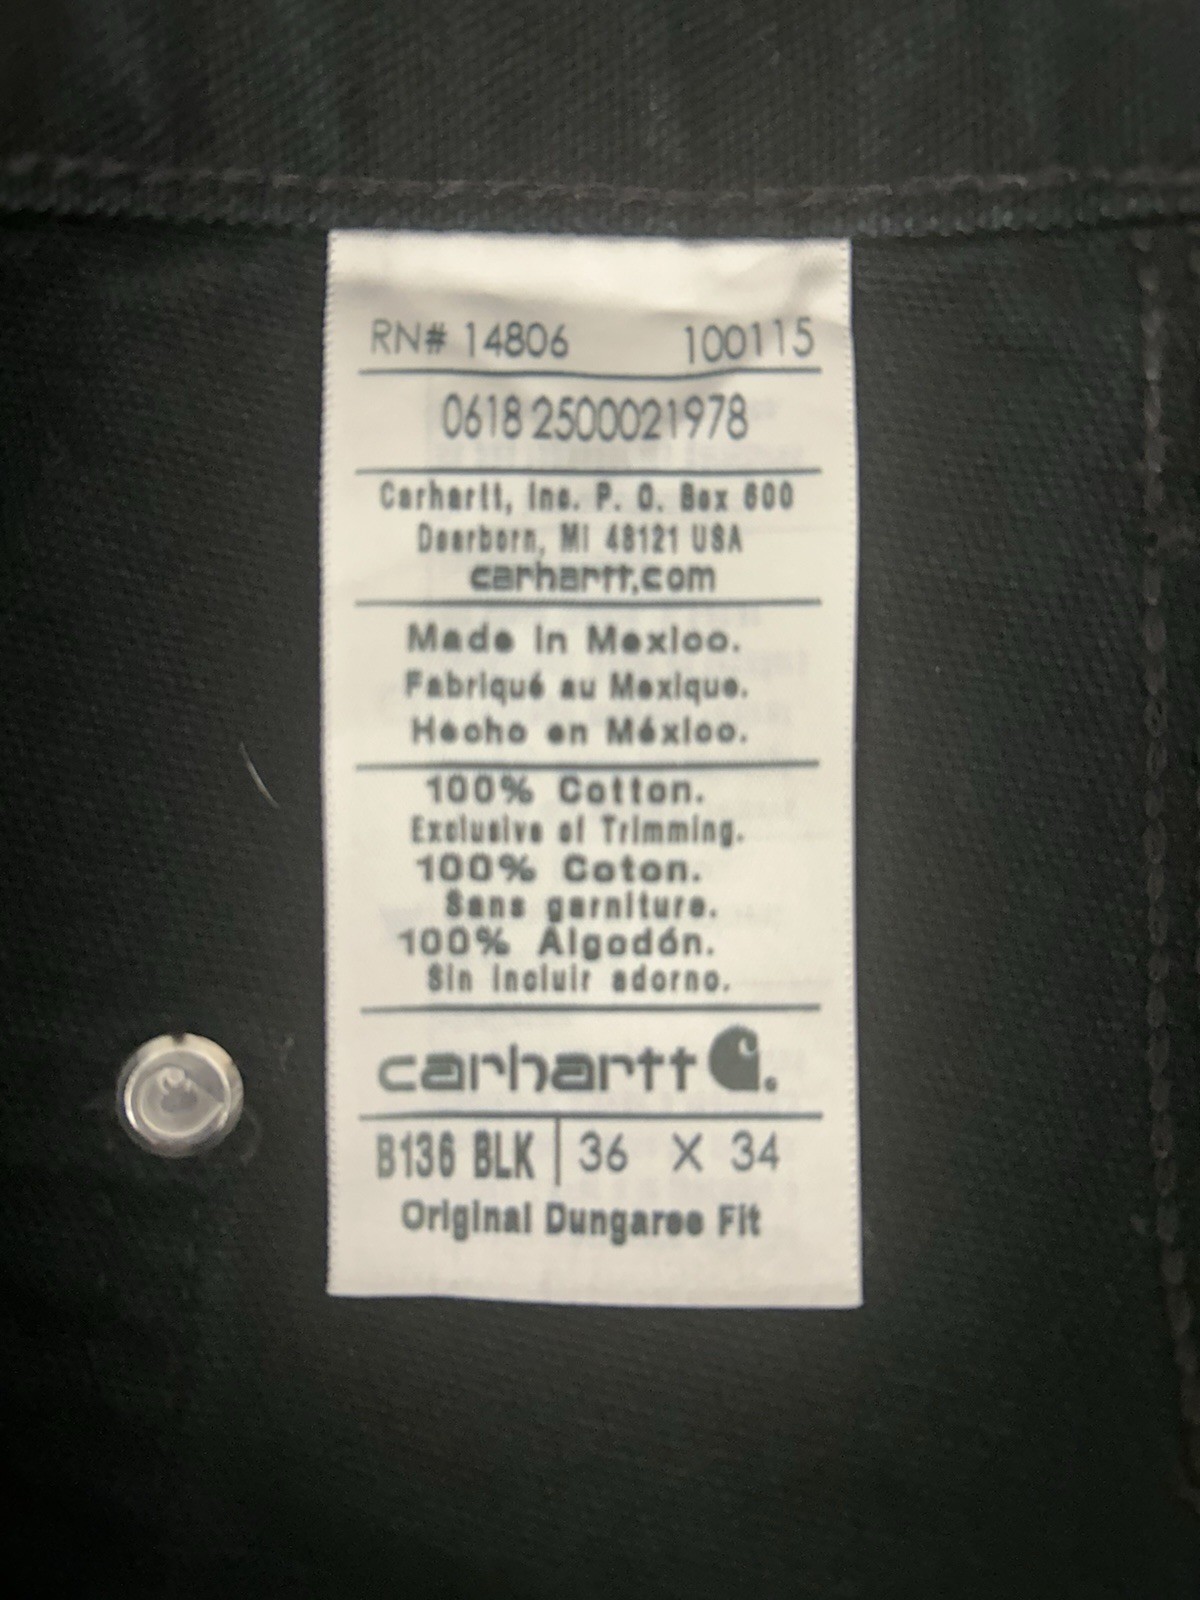 RN# 14806 100115
0618 2500021978
Carhartt, Inc. P. O. Box 600
Dearborn, MI 48121 USA
carhartt.com
Made in Mexico.
Fabriqué au Mexique.
Hecho en México.
100% Cotton.
Exclusive of Trimming.
100% Coton.
Sans garniture.
100% Algodón.
Sin incluir adorno.
carhartt
B136 BLK 36 X 34
Original Dungaree Fit